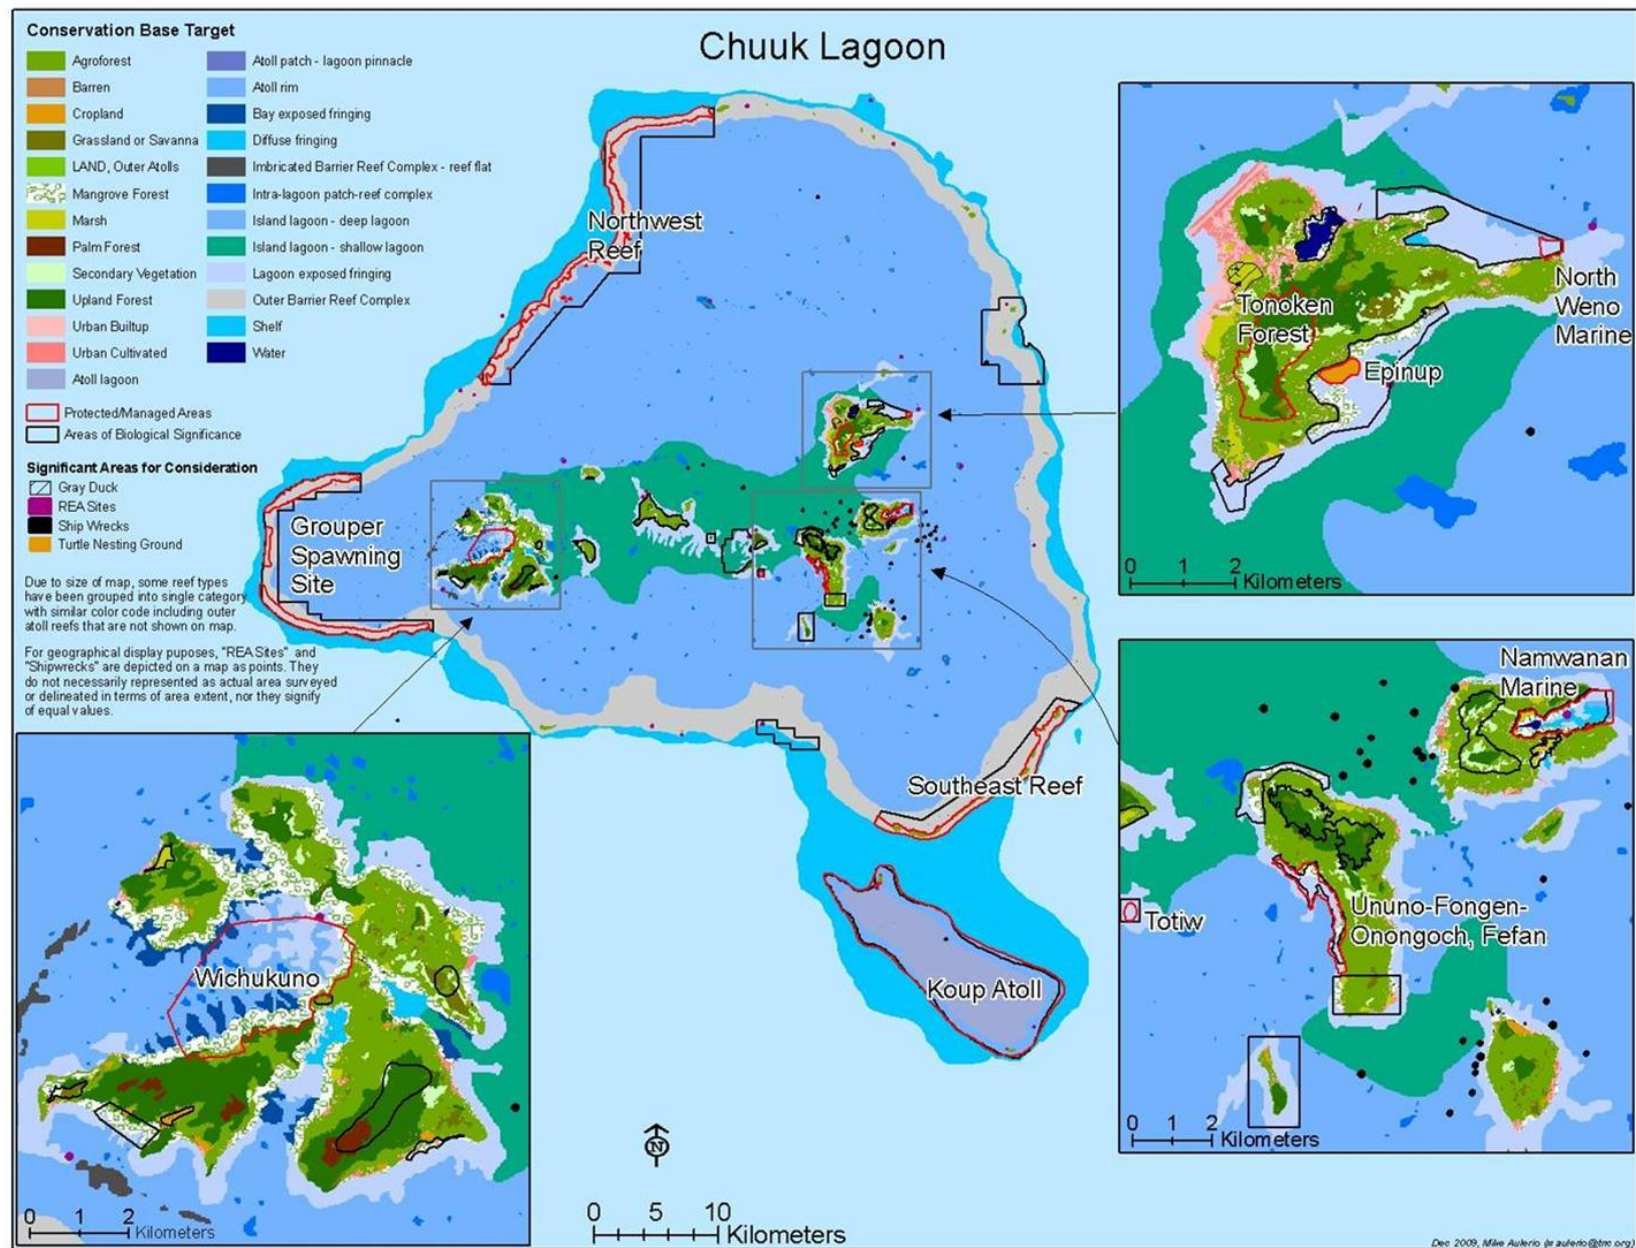 Chuuk Lagoon
Conservation Base Target
Agroforest
Barren
Cropland
Grassland or Savanna
LAND, Outer Atolls
Mangrove Forest
Marsh
Palm Forest
Secondary Vegetation
Upland Forest
Urban Builtup
Urban Cultivated
Atoll lagoon
Atoll patch - lagoon pinnacle
Atoll rim
Bay exposed fringing
Diffuse fringing
Imbricated Barrier Reef Complex - reef flat
Intra-lagoon patch-reef complex
Island lagoon - deep lagoon
Island lagoon - shallow lagoon
Lagoon exposed fringing
Outer Barrier Reef Complex
Shelf
Water
Protected/Managed Areas
Areas of Biological Significance
Significant Areas for Consideration
Gray Duck
REA Sites
Ship Wrecks
Turtle Nesting Ground
Due to size of map, some reef types
have been grouped into single category
with similar color code including outer
atoll reefs that are not shown on map.
For geographical display puposes, "REA Sites" and
"Shipwrecks" are depicted on a map as points. They
do not necessarily represented as actual area surveyed
or delineated in terms of area extent, nor they signify
of equal values.
Northwest
Reef
Grouper
Spawning
Site
Southeast Reef
Koup Atoll
Tonoken
Forest
North
Weno
Marine
Epinup
0 1 2
Kilometers
Namwanan
Marine
Totiw
Ununo-Fongen-
Onongoch, Fefan
0 1 2
Kilometers
Wichukuno
0 1 2
Kilometers
N
0 5 10
Kilometers
Dec 2009, Mike Aulerio (maulerio@tnc.org)